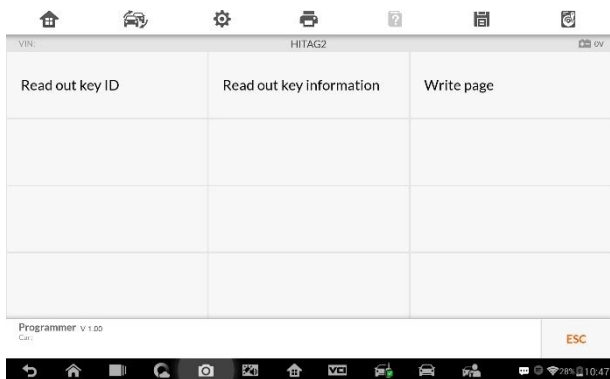 VIN:
HITAG2
0V
Read out key ID
Read out key information
Write page
Programmer V 1.00
Car:
ESC
VCI
28% 10:47